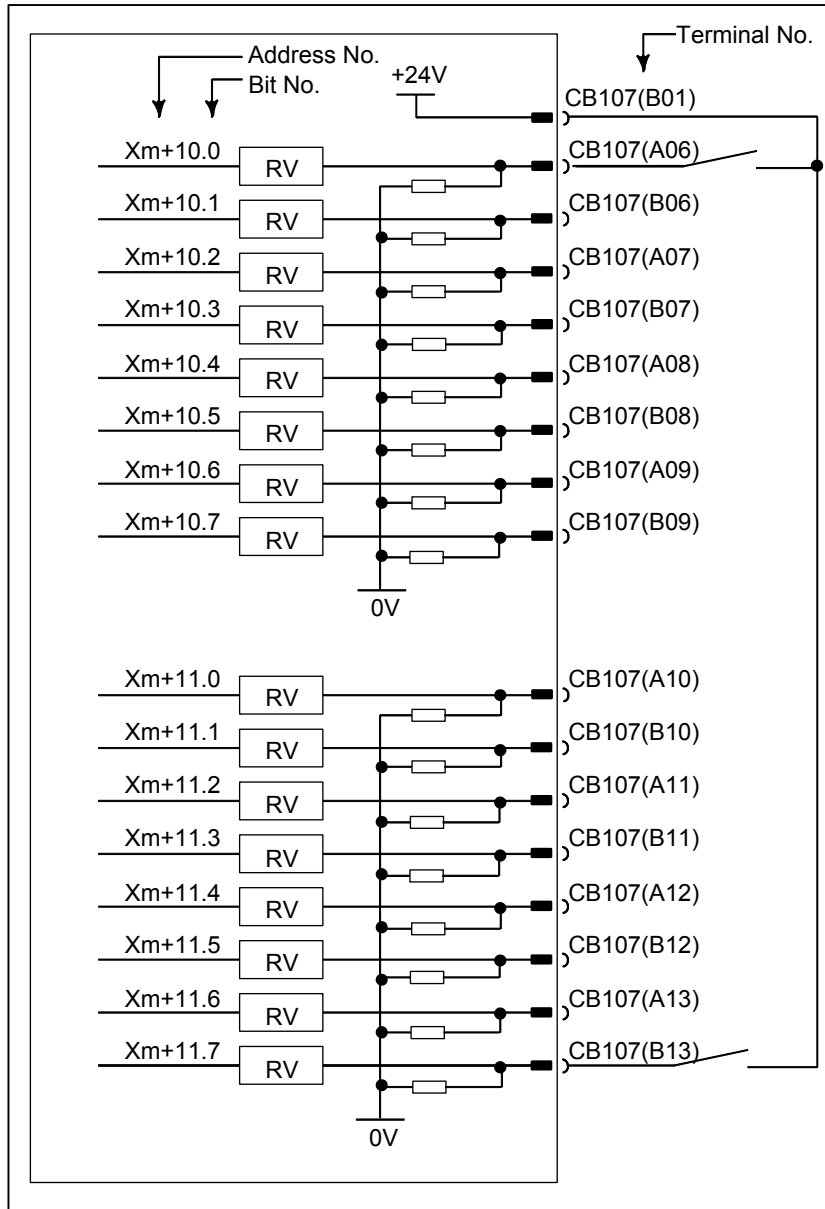 Address No.
Bit No.
Terminal No.
+24V
CB107(B01)
Xm+10.0 RV CB107(A06)
Xm+10.1 RV CB107(B06)
Xm+10.2 RV CB107(A07)
Xm+10.3 RV CB107(B07)
Xm+10.4 RV CB107(A08)
Xm+10.5 RV CB107(B08)
Xm+10.6 RV CB107(A09)
Xm+10.7 RV CB107(B09)
0V
Xm+11.0 RV CB107(A10)
Xm+11.1 RV CB107(B10)
Xm+11.2 RV CB107(A11)
Xm+11.3 RV CB107(B11)
Xm+11.4 RV CB107(A12)
Xm+11.5 RV CB107(B12)
Xm+11.6 RV CB107(A13)
Xm+11.7 RV CB107(B13)
0V